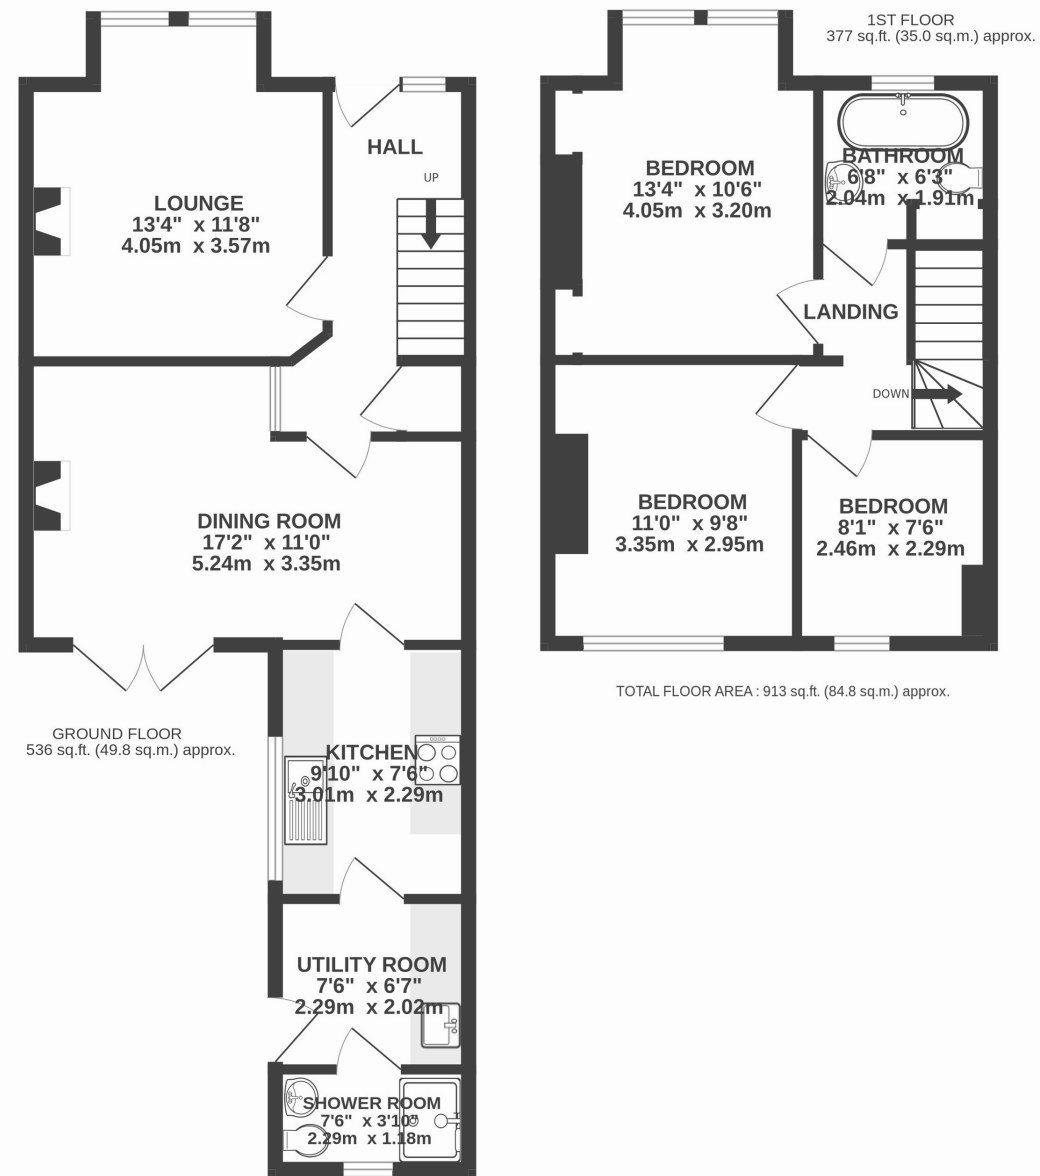 HALL
UP
LOUNGE
13'4" x 11'8"
4.05m x 3.57m
DINING ROOM
17'2" x 11'0"
5.24m x 3.35m
GROUND FLOOR
536 sq.ft. (49.8 sq.m.) approx.
KITCHEN
9'10" x 7'6"
3.01m x 2.29m
UTILITY ROOM
7'6" x 6'7"
2.29m x 2.02m
SHOWER ROOM
7'6" x 3'10"
2.29m x 1.18m
1ST FLOOR
377 sq.ft. (35.0 sq.m.) approx.
BEDROOM
13'4" x 10'6"
4.05m x 3.20m
BATHROOM
6'8" x 6'3"
2.04m x 1.91m
LANDING
DOWN
BEDROOM
11'0" x 9'8"
3.35m x 2.95m
BEDROOM
8'1" x 7'6"
2.46m x 2.29m
TOTAL FLOOR AREA : 913 sq.ft. (84.8 sq.m.) approx.